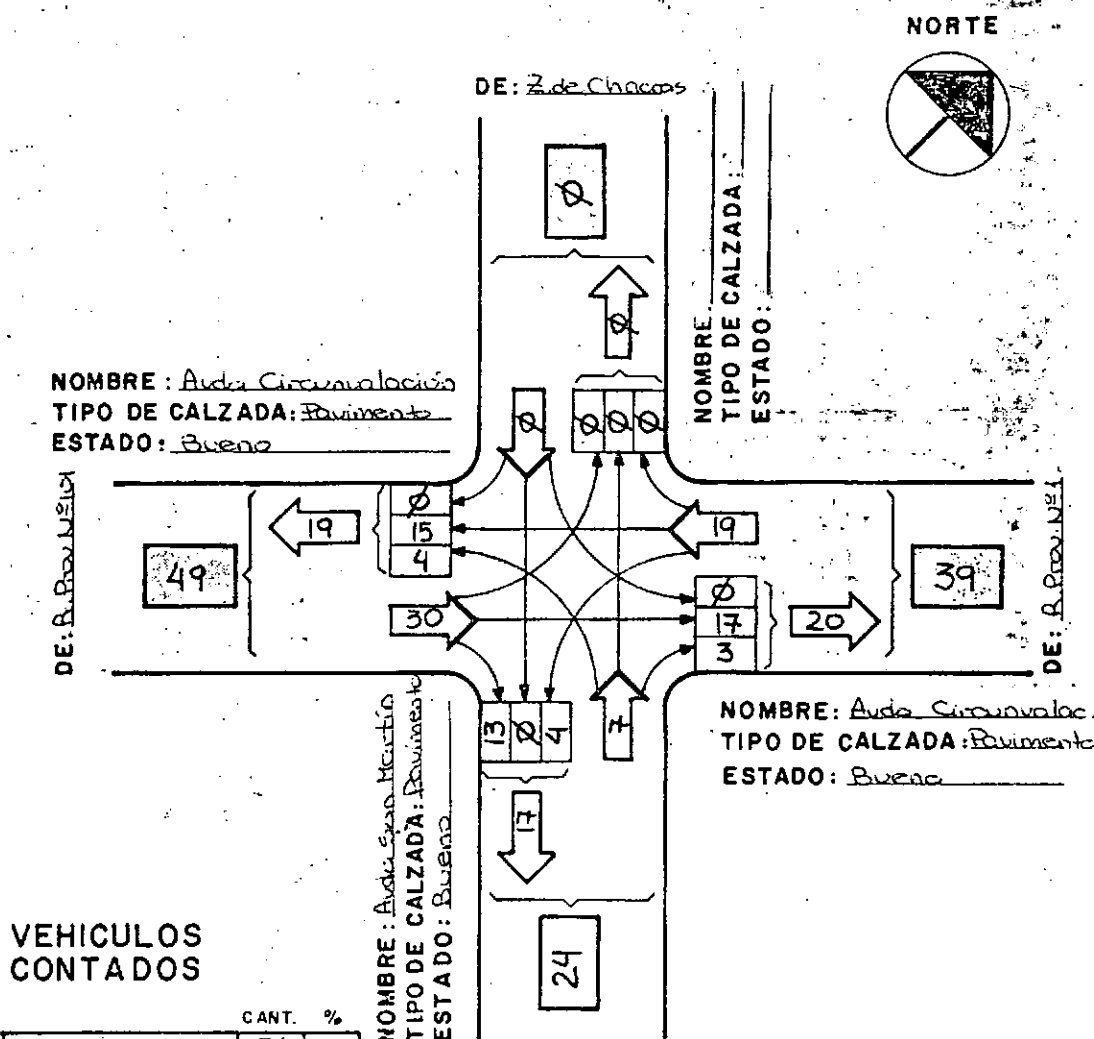 NORTE
DE: Z. de Chacras
Ø
Ø
NOMBRE:
TIPO DE CALZADA:
ESTADO:
NOMBRE: Avda Circunvalación
TIPO DE CALZADA: Pavimento
ESTADO: Bueno
Ø
Ø Ø Ø
DE: R. Prov. Nº101
49
19
Ø
15
4
19
30
Ø
17
3
20
39
DE: R. Prov. Nº1
13 Ø 4
7
17
24
NOMBRE: Avda San Martín
TIPO DE CALZADA: Pavimento
ESTADO: Bueno
NOMBRE: Avda Circunvalac.
TIPO DE CALZADA: Pavimento
ESTADO: Bueno
VEHICULOS
CONTADOS
CANT. %